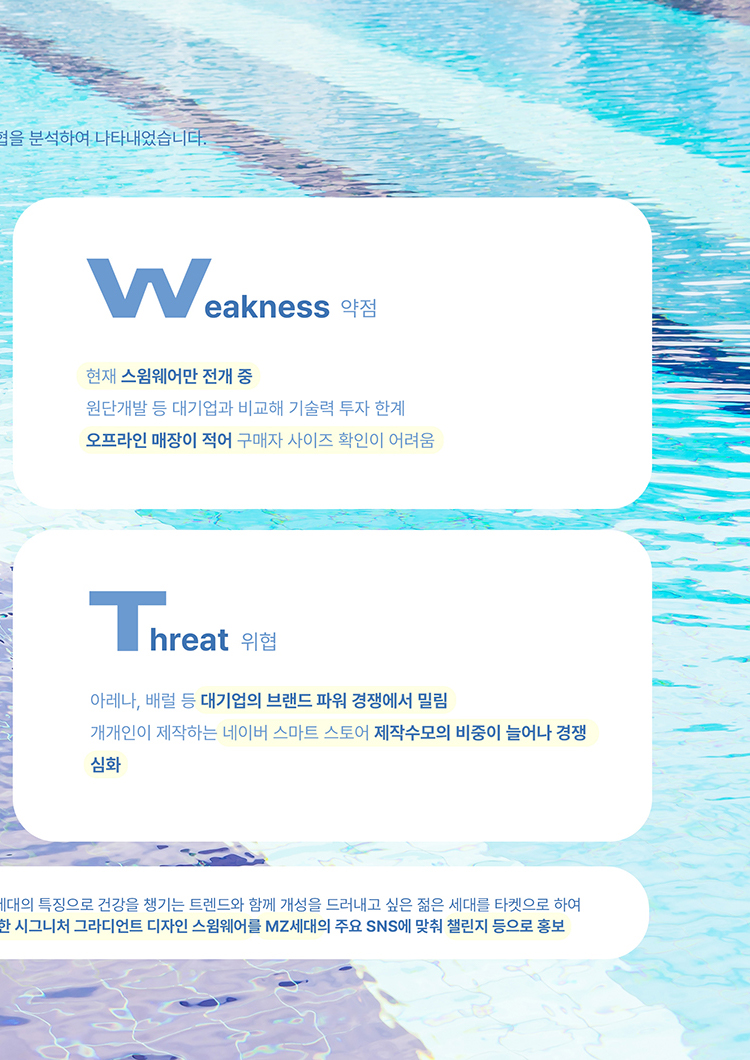 협을 분석하여 나타내었습니다.
Weakness 약점
현재 스윔웨어만 전개 중
원단개발 등 대기업과 비교해 기술력 투자 한계
오프라인 매장이 적어 구매자 사이즈 확인이 어려움
Threat 위협
아레나, 배럴 등 대기업의 브랜드 파워 경쟁에서 밀림
개개인이 제작하는 네이버 스마트 스토어 제작수모의 비중이 늘어나 경쟁
심화
세대의 특징으로 건강을 챙기는 트렌드와 함께 개성을 드러내고 싶은 젊은 세대를 타켓으로 하여
한 시그니처 그라디언트 디자인 스윔웨어를 MZ세대의 주요 SNS에 맞춰 챌린지 등으로 홍보